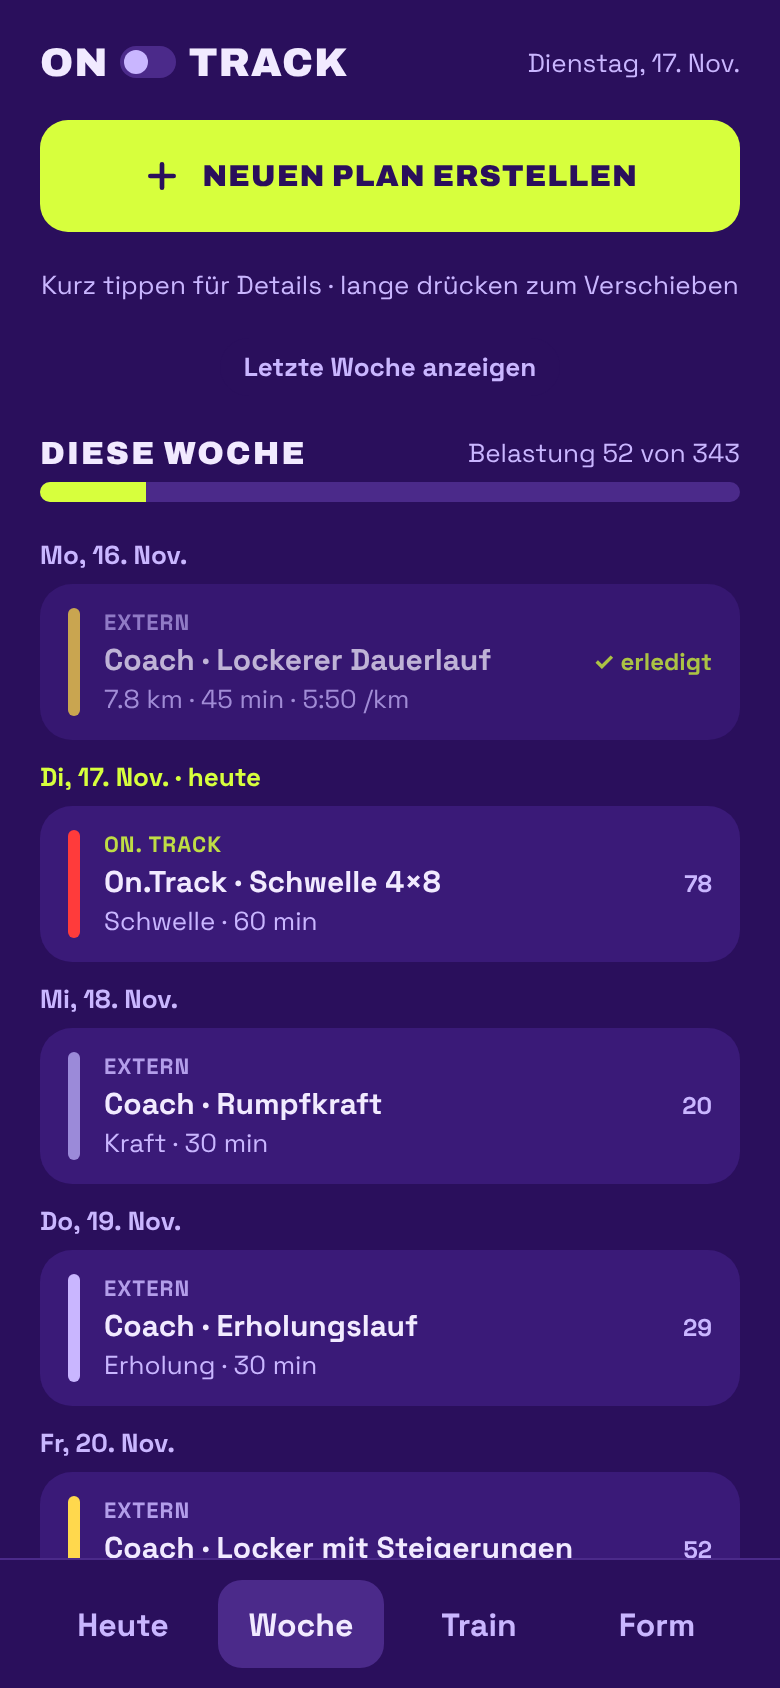 ON TRACK
Dienstag, 17. Nov.
+ NEUEN PLAN ERSTELLEN
Kurz tippen für Details · lange drücken zum Verschieben
Letzte Woche anzeigen
DIESE WOCHE
Belastung 52 von 343
Mo, 16. Nov.
EXTERN
Coach · Lockerer Dauerlauf
✓ erledigt
7.8 km · 45 min · 5:50 /km
Di, 17. Nov. · heute
ON. TRACK
On.Track · Schwelle 4×8
78
Schwelle · 60 min
Mi, 18. Nov.
EXTERN
Coach · Rumpfkraft
20
Kraft · 30 min
Do, 19. Nov.
EXTERN
Coach · Erholungslauf
29
Erholung · 30 min
Fr, 20. Nov.
EXTERN
Coach · Locker mit Steigerungen
52
Heute
Woche
Train
Form